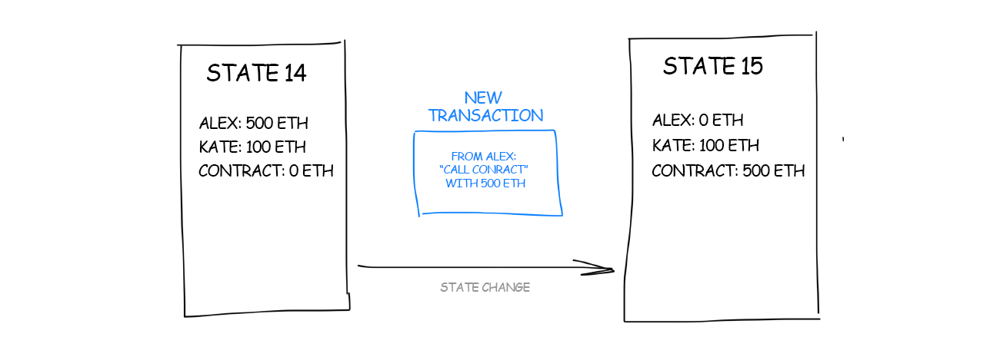 STATE 14
ALEX: 500 ETH
KATE: 100 ETH
CONTRACT: 0 ETH
NEW
TRANSACTION
FROM ALEX:
“CALL CONRACT”
WITH 500 ETH
STATE CHANGE
STATE 15
ALEX: 0 ETH
KATE: 100 ETH
CONTRACT: 500 ETH